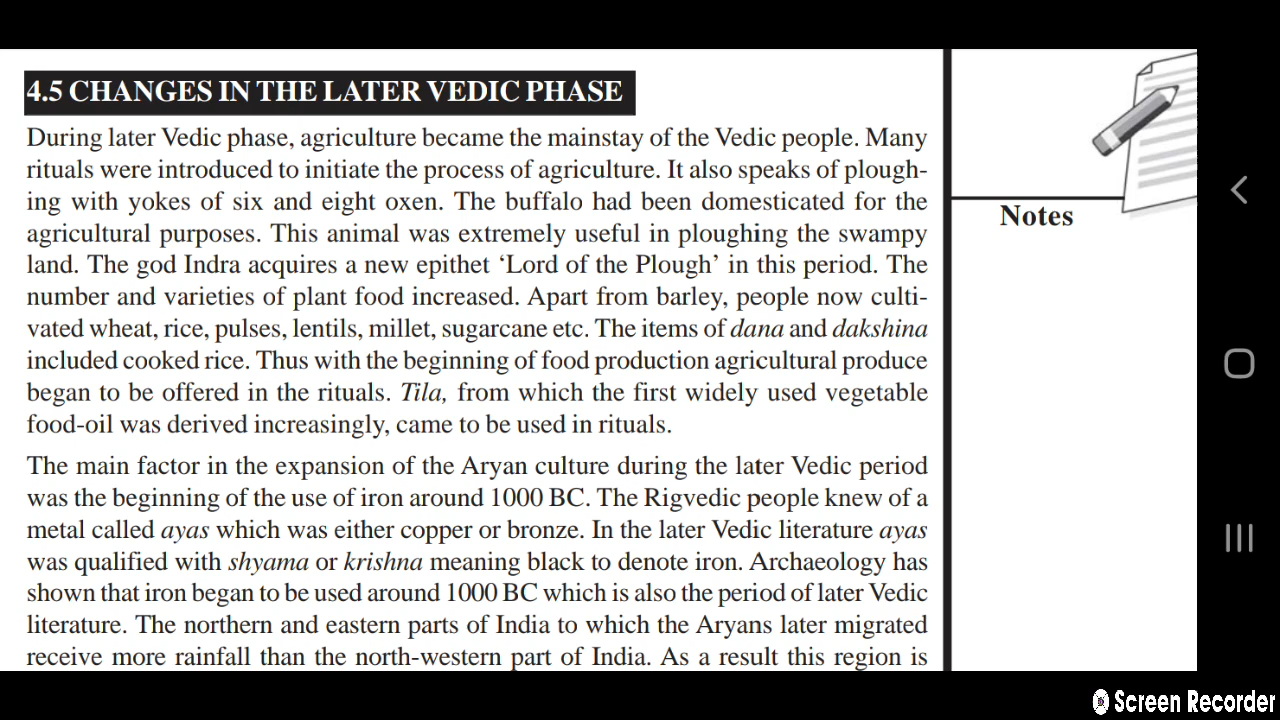 4.5 CHANGES IN THE LATER VEDIC PHASE
During later Vedic phase, agriculture became the mainstay of the Vedic people. Many
rituals were introduced to initiate the process of agriculture. It also speaks of plough-
ing with yokes of six and eight oxen. The buffalo had been domesticated for the
agricultural purposes. This animal was extremely useful in ploughing the swampy
land. The god Indra acquires a new epithet ‘Lord of the Plough’ in this period. The
number and varieties of plant food increased. Apart from barley, people now culti-
vated wheat, rice, pulses, lentils, millet, sugarcane etc. The items of dana and dakshina
included cooked rice. Thus with the beginning of food production agricultural produce
began to be offered in the rituals. Tila, from which the first widely used vegetable
food-oil was derived increasingly, came to be used in rituals.
The main factor in the expansion of the Aryan culture during the later Vedic period
was the beginning of the use of iron around 1000 BC. The Rigvedic people knew of a
metal called ayas which was either copper or bronze. In the later Vedic literature ayas
was qualified with shyama or krishna meaning black to denote iron. Archaeology has
shown that iron began to be used around 1000 BC which is also the period of later Vedic
literature. The northern and eastern parts of India to which the Aryans later migrated
receive more rainfall than the north-western part of India. As a result this region is
Notes
Screen Recorder